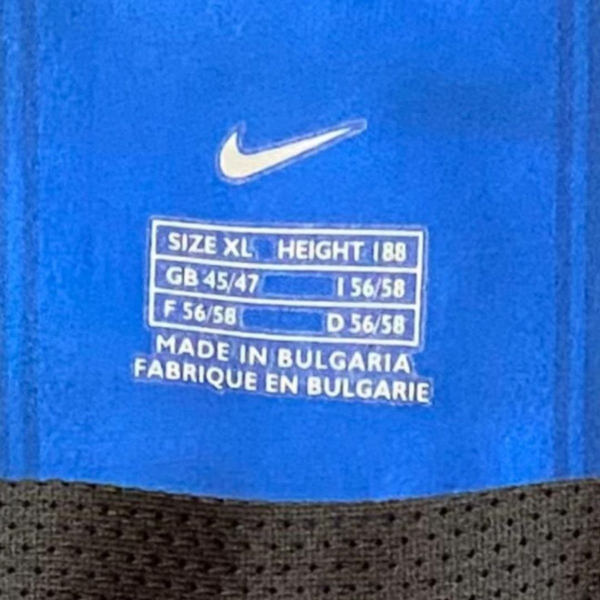 SIZE XL HEIGHT 188
GB 45/47 I 56/58
F 56/58 D 56/58
MADE IN BULGARIA
FABRIQUE EN BULGARIE